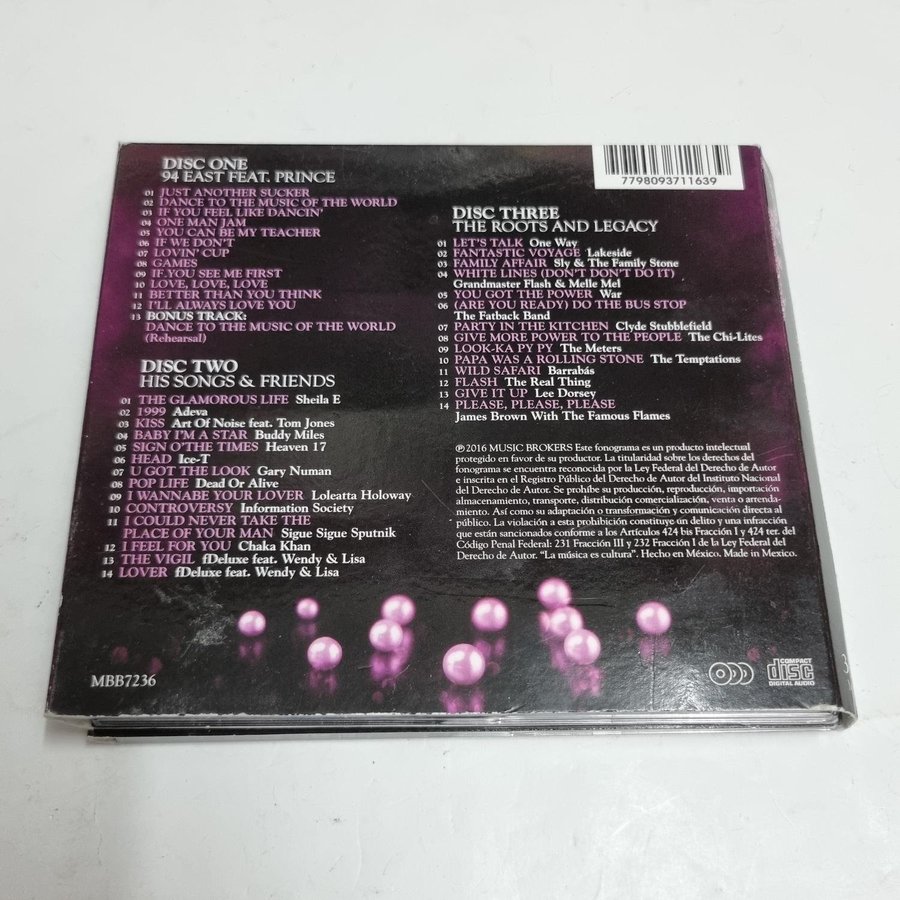 DISC ONE
94 EAST FEAT. PRINCE
01 JUST ANOTHER SUCKER
02 DANCE TO THE MUSIC OF THE WORLD
03 IF YOU FEEL LIKE DANCIN'
04 ONE MAN JAM
05 YOU CAN BE MY TEACHER
06 IF WE DON'T
07 LOVIN' CUP
08 GAMES
09 IF YOU SEE ME FIRST
10 LOVE, LOVE, LOVE
11 BETTER THAN YOU THINK
12 I'LL ALWAYS LOVE YOU
13 BONUS TRACK:
DANCE TO THE MUSIC OF THE WORLD
(Rehearsal)
DISC TWO
HIS SONGS & FRIENDS
01 THE GLAMOROUS LIFE Sheila E
02 1999 Adeva
03 KISS Art Of Noise feat. Tom Jones
04 BABY I'M A STAR Buddy Miles
05 SIGN O'THE TIMES Heaven 17
06 HEAD Ice-T
07 U GOT THE LOOK Gary Numan
08 POP LIFE Dead Or Alive
09 I WANNABE YOUR LOVER Loleatta Holoway
10 CONTROVERSY Information Society
11 I COULD NEVER TAKE THE
PLACE OF YOUR MAN Sigue Sigue Sputnik
12 I FEEL FOR YOU Chaka Khan
13 THE VIGIL fDeluxe feat. Wendy & Lisa
14 LOVER fDeluxe feat. Wendy & Lisa
MBB7236
7798093711639
DISC THREE
THE ROOTS AND LEGACY
01 LET'S TALK One Way
02 FANTASTIC VOYAGE Lakeside
03 FAMILY AFFAIR Sly & The Family Stone
04 WHITE LINES (DON'T DON'T DO IT)
Grandmaster Flash & Melle Mel
05 YOU GOT THE POWER War
06 (ARE YOU READY) DO THE BUS STOP
The Fatback Band
07 PARTY IN THE KITCHEN Clyde Stubblefield
08 GIVE MORE POWER TO THE PEOPLE The Chi-Lites
09 LOOK-KA PY PY The Meters
10 PAPA WAS A ROLLING STONE The Temptations
11 WILD SAFARI Barrabás
12 FLASH The Real Thing
13 GIVE IT UP Lee Dorsey
14 PLEASE, PLEASE, PLEASE
James Brown With The Famous Flames
℗2016 MUSIC BROKERS Este fonograma es un producto intelectual
protegido en favor de su productor. La titularidad sobre los derechos del
fonograma se encuentra reconocida por la Ley Federal del Derecho de Autor
e inscrita en el Registro Público del Derecho de Autor del Instituto Nacional
del Derecho de Autor. Se prohíbe su producción, reproducción, importación
almacenamiento, transporte, distribución comercialización, venta o arrenda-
miento. Así como su adaptación o transformación y comunicación directa al
público. La violación a esta prohibición constituye un delito y una infracción
que están sancionados conforme a los Artículos 424 bis Fracción I y 424 ter. del
Código Penal Federal: 231 Fracción III y 232 Fracción I de la Ley Federal del
Derecho de Autor. "La música es cultura". Hecho en México. Made in Mexico.
COMPACT
disc
DIGITAL AUDIO
3